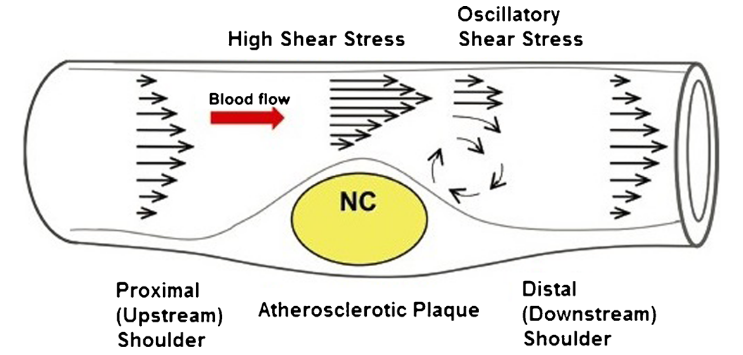 Oscillatory
High Shear Stress
Shear Stress
Blood flow
NC
Proximal
(Upstream)
Shoulder
Atherosclerotic Plaque
Distal
(Downstream)
Shoulder